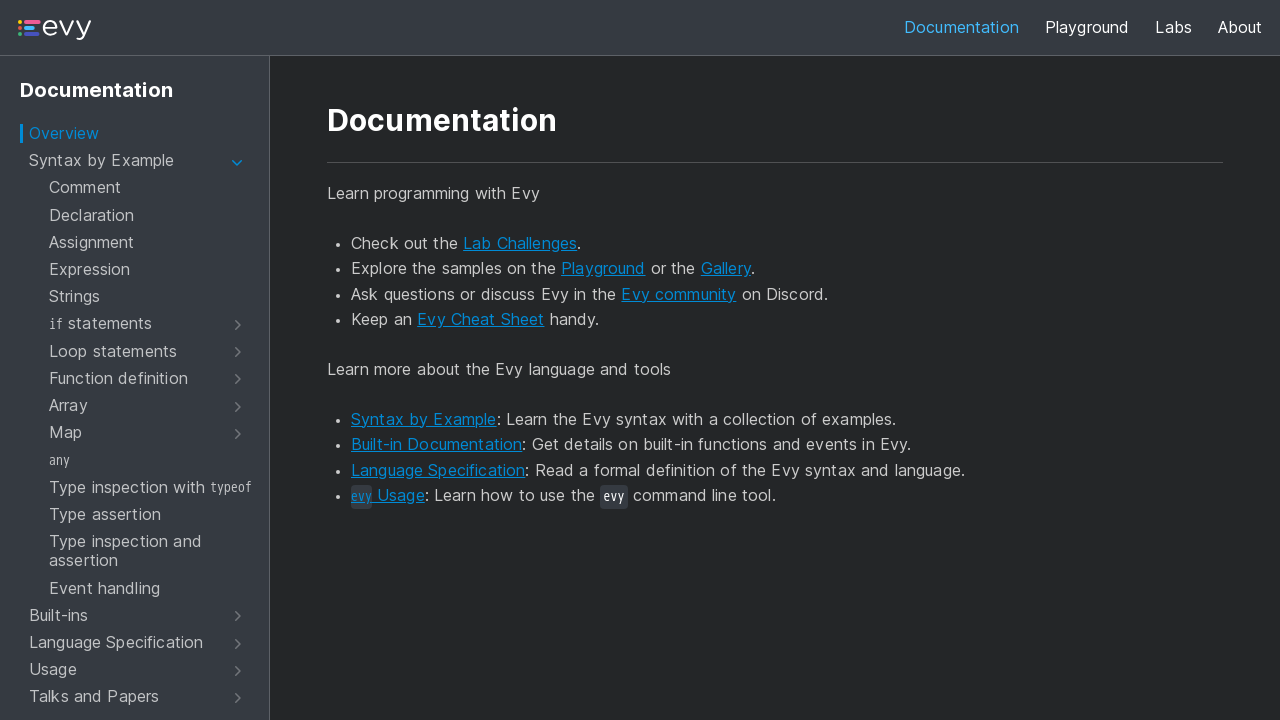 evy
Documentation
Playground
Labs
About
Documentation
Overview
Syntax by Example
Comment
Declaration
Assignment
Expression
Strings
if statements
Loop statements
Function definition
Array
Map
any
Type inspection with typeof
Type assertion
Type inspection and
assertion
Event handling
Built-ins
Language Specification
Usage
Talks and Papers
Documentation
Learn programming with Evy
• Check out the Lab Challenges.
• Explore the samples on the Playground or the Gallery.
• Ask questions or discuss Evy in the Evy community on Discord.
• Keep an Evy Cheat Sheet handy.
Learn more about the Evy language and tools
• Syntax by Example: Learn the Evy syntax with a collection of examples.
• Built-in Documentation: Get details on built-in functions and events in Evy.
• Language Specification: Read a formal definition of the Evy syntax and language.
• evy Usage: Learn how to use the evy command line tool.